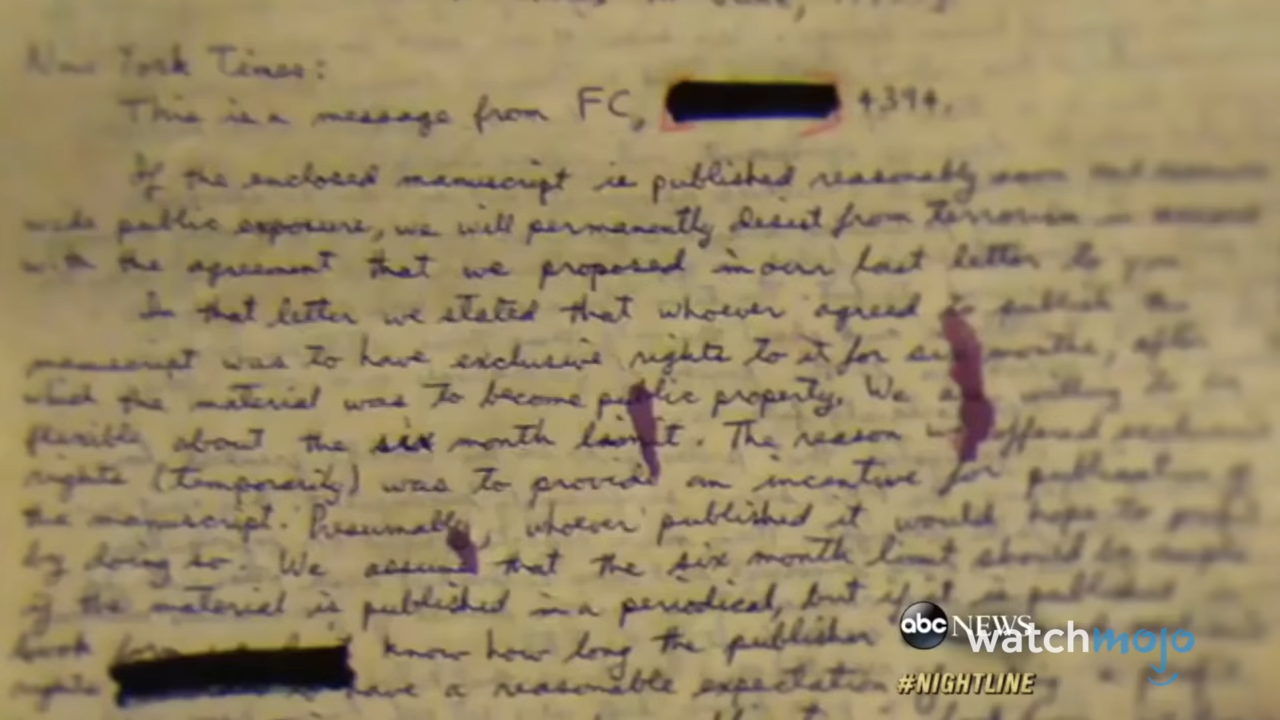 New York Times:
This is a message from FC, 4394.
If the enclosed manuscript is published reasonably soon and
wide public exposure, we will permanently desist from terrorism in
with the agreement that we proposed in our last letter to you
In that letter we stated that whoever agreed to publish the
manuscript was to have exclusive rights to it for six months, after
which the material was to become public property. We willing to be
flexible about the six month limit. The reason offered exclusive
rights (temporarily) was to provide an incentive for publication of
the manuscript. Presumably, whoever published it would hope to profit
by doing so. We assume that the six month limit should be
if the material is published in a periodical, but if it is published
book form know how long the publisher
rights have a reasonable expectation
abc NEWS
watchmojo
#NIGHTLINE